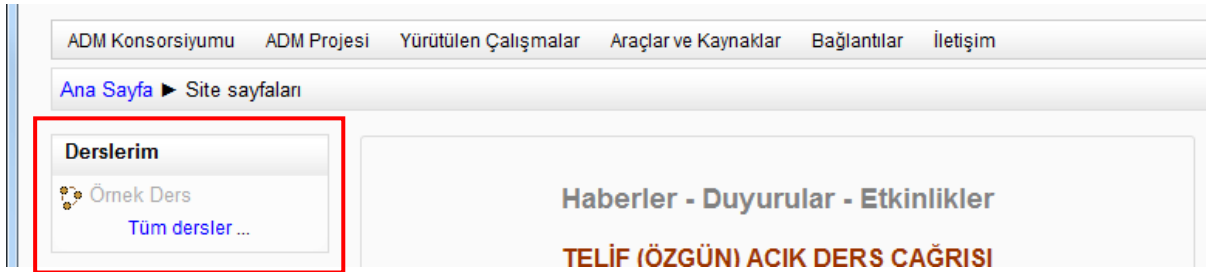 ADM Konsorsiyumu ADM Projesi Yürütülen Çalışmalar Araçlar ve Kaynaklar Bağlantılar İletişim
Ana Sayfa ► Site sayfaları
Derslerim
Örnek Ders
Tüm dersler ...
Haberler - Duyurular - Etkinlikler
TELİF (ÖZGÜN) AÇIK DERS ÇAĞRISI